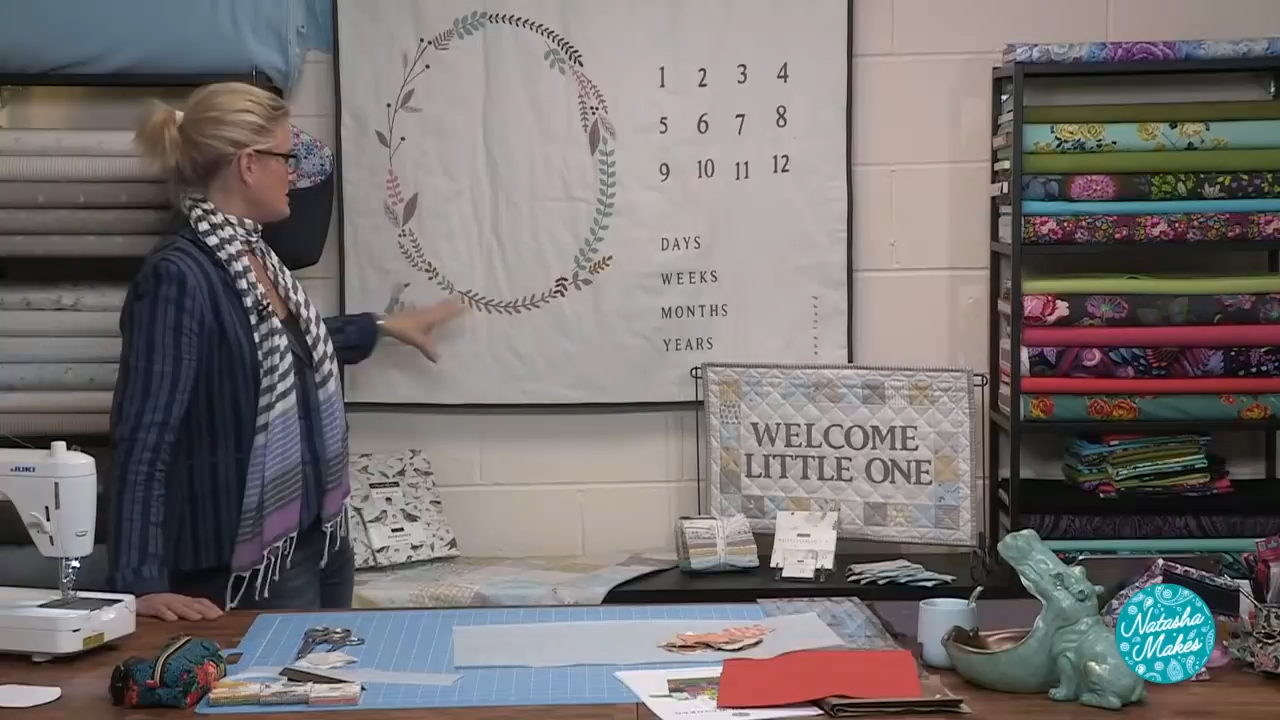 1 2 3 4
5 6 7 8
9 10 11 12
DAYS
WEEKS
MONTHS
YEARS
WELCOME
LITTLE ONE
JUKI
Natasha
Makes